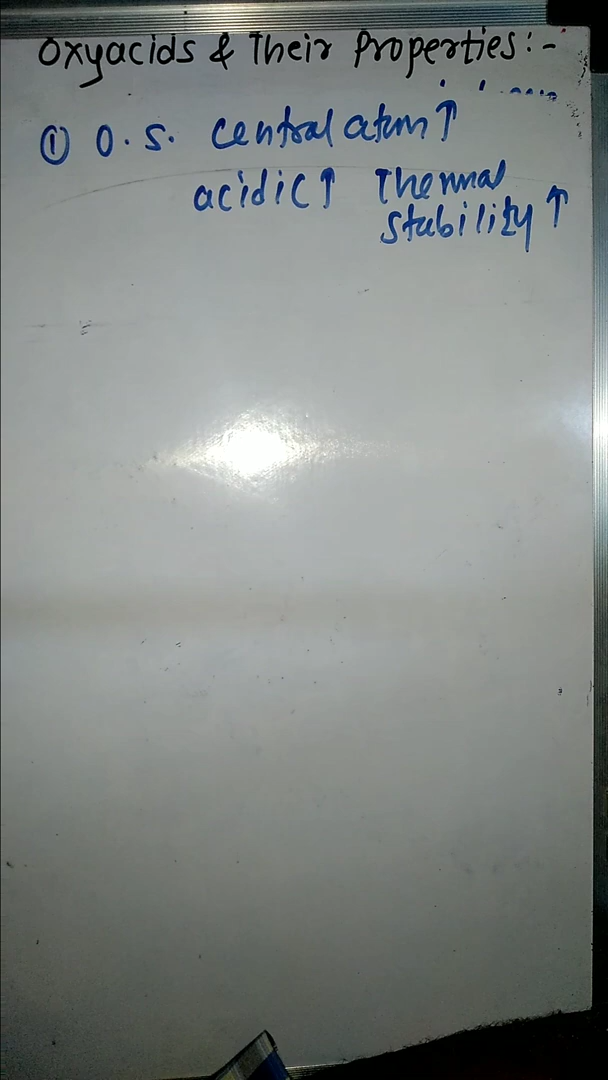 Oxyacids & Their Properties:-
① O.S. central atom ↑
acidic ↑ Thermal
stability ↑